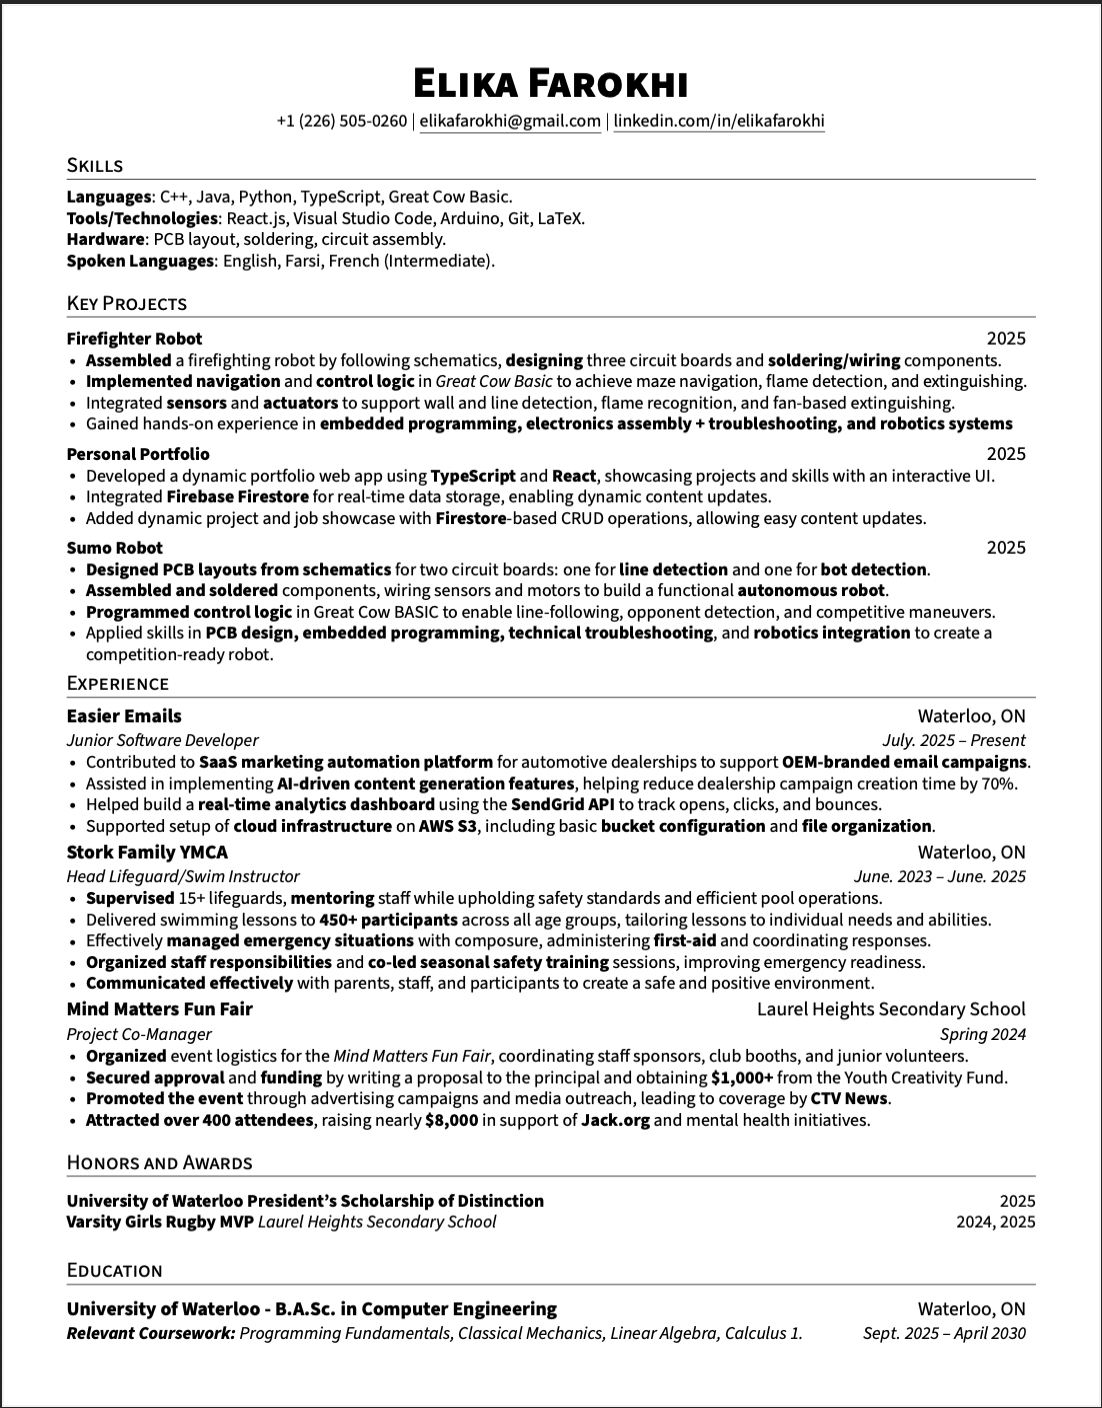 Elika Farokhi
+1 (226) 505-0260 | elikafarokhi@gmail.com | linkedin.com/in/elikafarokhi
Skills
Languages: C++, Java, Python, TypeScript, Great Cow Basic.
Tools/Technologies: React.js, Visual Studio Code, Arduino, Git, LaTeX.
Hardware: PCB layout, soldering, circuit assembly.
Spoken Languages: English, Farsi, French (Intermediate).
Key Projects
Firefighter Robot 2025
• Assembled a firefighting robot by following schematics, designing three circuit boards and soldering/wiring components.
• Implemented navigation and control logic in Great Cow Basic to achieve maze navigation, flame detection, and extinguishing.
• Integrated sensors and actuators to support wall and line detection, flame recognition, and fan-based extinguishing.
• Gained hands-on experience in embedded programming, electronics assembly + troubleshooting, and robotics systems
Personal Portfolio 2025
• Developed a dynamic portfolio web app using TypeScript and React, showcasing projects and skills with an interactive UI.
• Integrated Firebase Firestore for real-time data storage, enabling dynamic content updates.
• Added dynamic project and job showcase with Firestore-based CRUD operations, allowing easy content updates.
Sumo Robot 2025
• Designed PCB layouts from schematics for two circuit boards: one for line detection and one for bot detection.
• Assembled and soldered components, wiring sensors and motors to build a functional autonomous robot.
• Programmed control logic in Great Cow BASIC to enable line-following, opponent detection, and competitive maneuvers.
• Applied skills in PCB design, embedded programming, technical troubleshooting, and robotics integration to create a
competition-ready robot.
Experience
Easier Emails Waterloo, ON
Junior Software Developer July. 2025 – Present
• Contributed to SaaS marketing automation platform for automotive dealerships to support OEM-branded email campaigns.
• Assisted in implementing AI-driven content generation features, helping reduce dealership campaign creation time by 70%.
• Helped build a real-time analytics dashboard using the SendGrid API to track opens, clicks, and bounces.
• Supported setup of cloud infrastructure on AWS S3, including basic bucket configuration and file organization.
Stork Family YMCA Waterloo, ON
Head Lifeguard/Swim Instructor June. 2023 – June. 2025
• Supervised 15+ lifeguards, mentoring staff while upholding safety standards and efficient pool operations.
• Delivered swimming lessons to 450+ participants across all age groups, tailoring lessons to individual needs and abilities.
• Effectively managed emergency situations with composure, administering first-aid and coordinating responses.
• Organized staff responsibilities and co-led seasonal safety training sessions, improving emergency readiness.
• Communicated effectively with parents, staff, and participants to create a safe and positive environment.
Mind Matters Fun Fair Laurel Heights Secondary School
Project Co-Manager Spring 2024
• Organized event logistics for the Mind Matters Fun Fair, coordinating staff sponsors, club booths, and junior volunteers.
• Secured approval and funding by writing a proposal to the principal and obtaining $1,000+ from the Youth Creativity Fund.
• Promoted the event through advertising campaigns and media outreach, leading to coverage by CTV News.
• Attracted over 400 attendees, raising nearly $8,000 in support of Jack.org and mental health initiatives.
Honors and Awards
University of Waterloo President’s Scholarship of Distinction 2025
Varsity Girls Rugby MVP Laurel Heights Secondary School 2024, 2025
Education
University of Waterloo - B.A.Sc. in Computer Engineering Waterloo, ON
Relevant Coursework: Programming Fundamentals, Classical Mechanics, Linear Algebra, Calculus 1. Sept. 2025 – April 2030